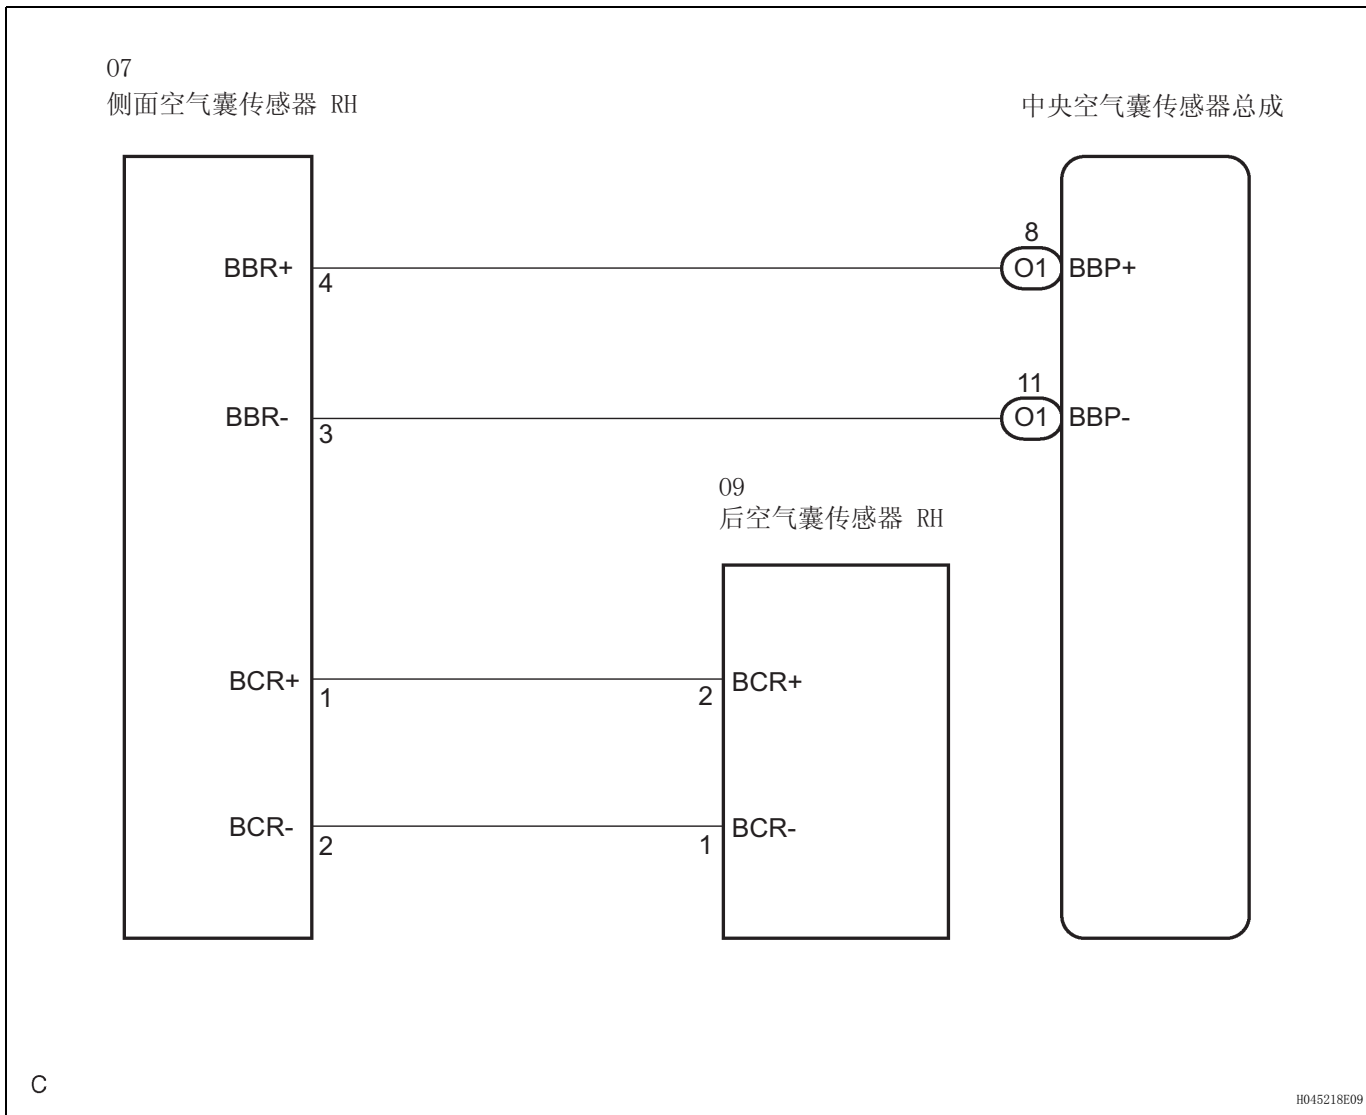 O7
侧面空气囊传感器 RH
中央空气囊传感器总成
8
BBR+
4
O1
BBP+
11
BBR-
3
O1
BBP-
O9
后空气囊传感器 RH
BCR+
1
2
BCR+
BCR-
2
1
BCR-
C
H045218E09